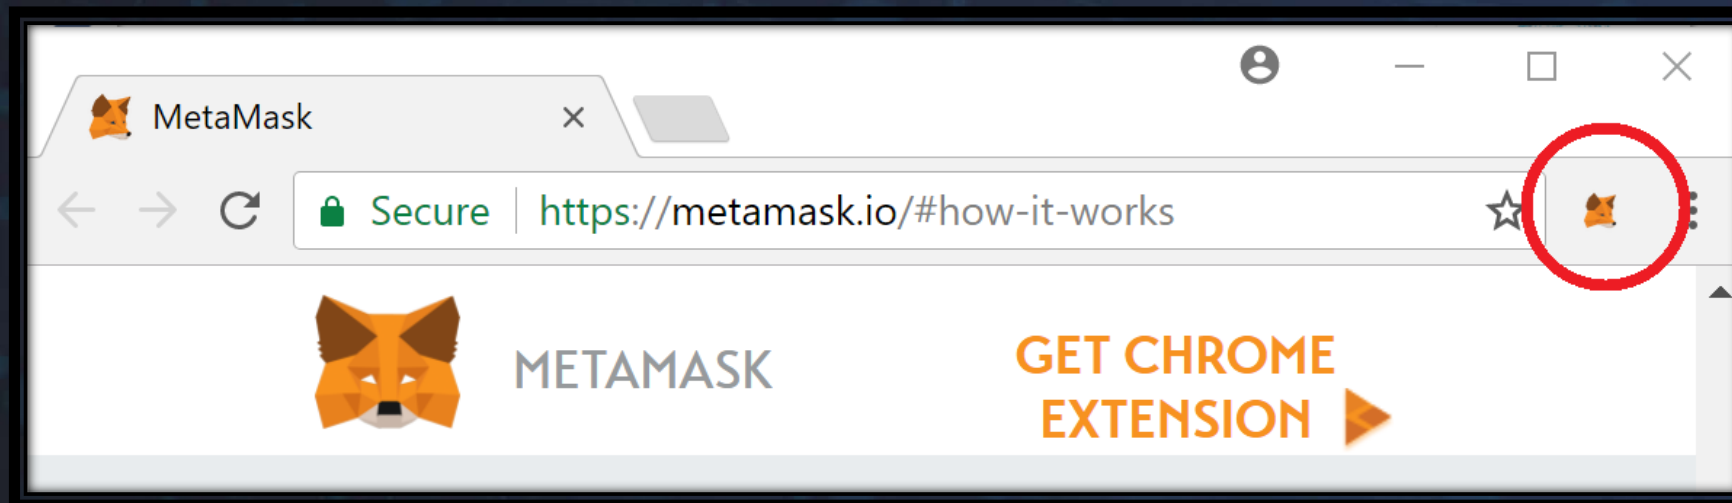 MetaMask
Secure https://metamask.io/#how-it-works
METAMASK
GET CHROME
EXTENSION